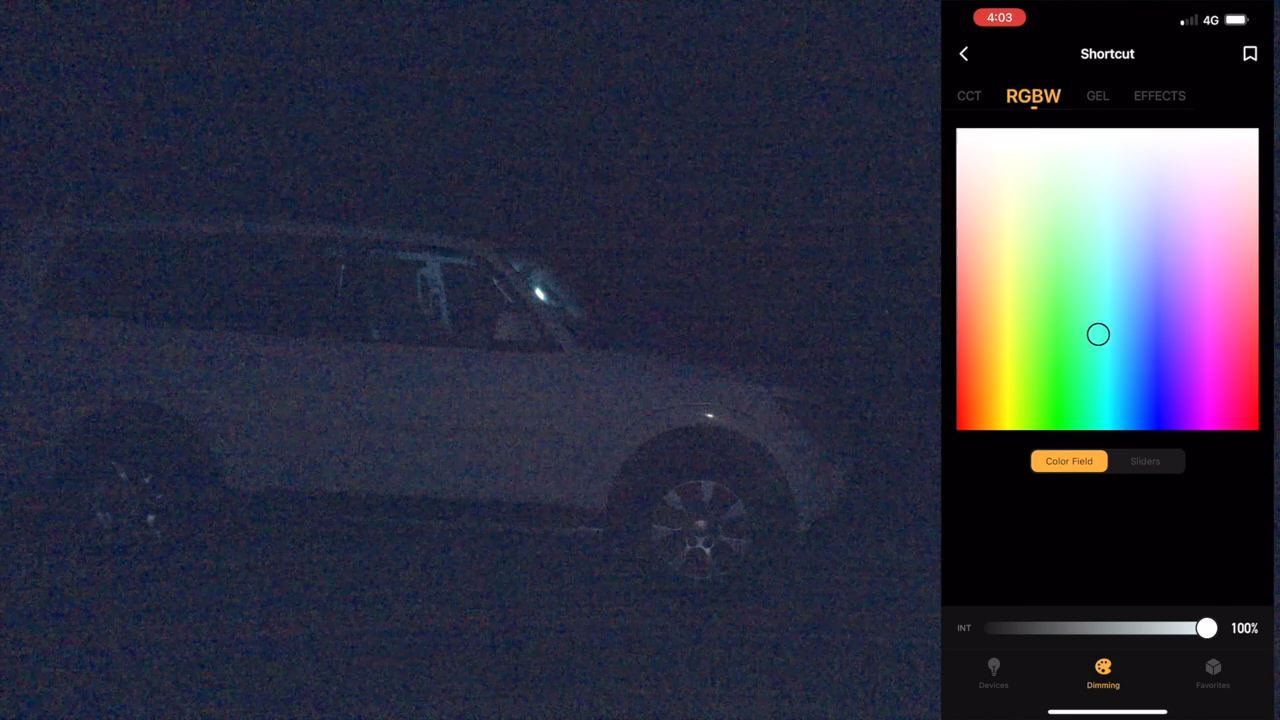 4:03
4G
Shortcut
CCT RGBW GEL EFFECTS
Color Field Sliders
INT 100%
Devices Dimming Favorites